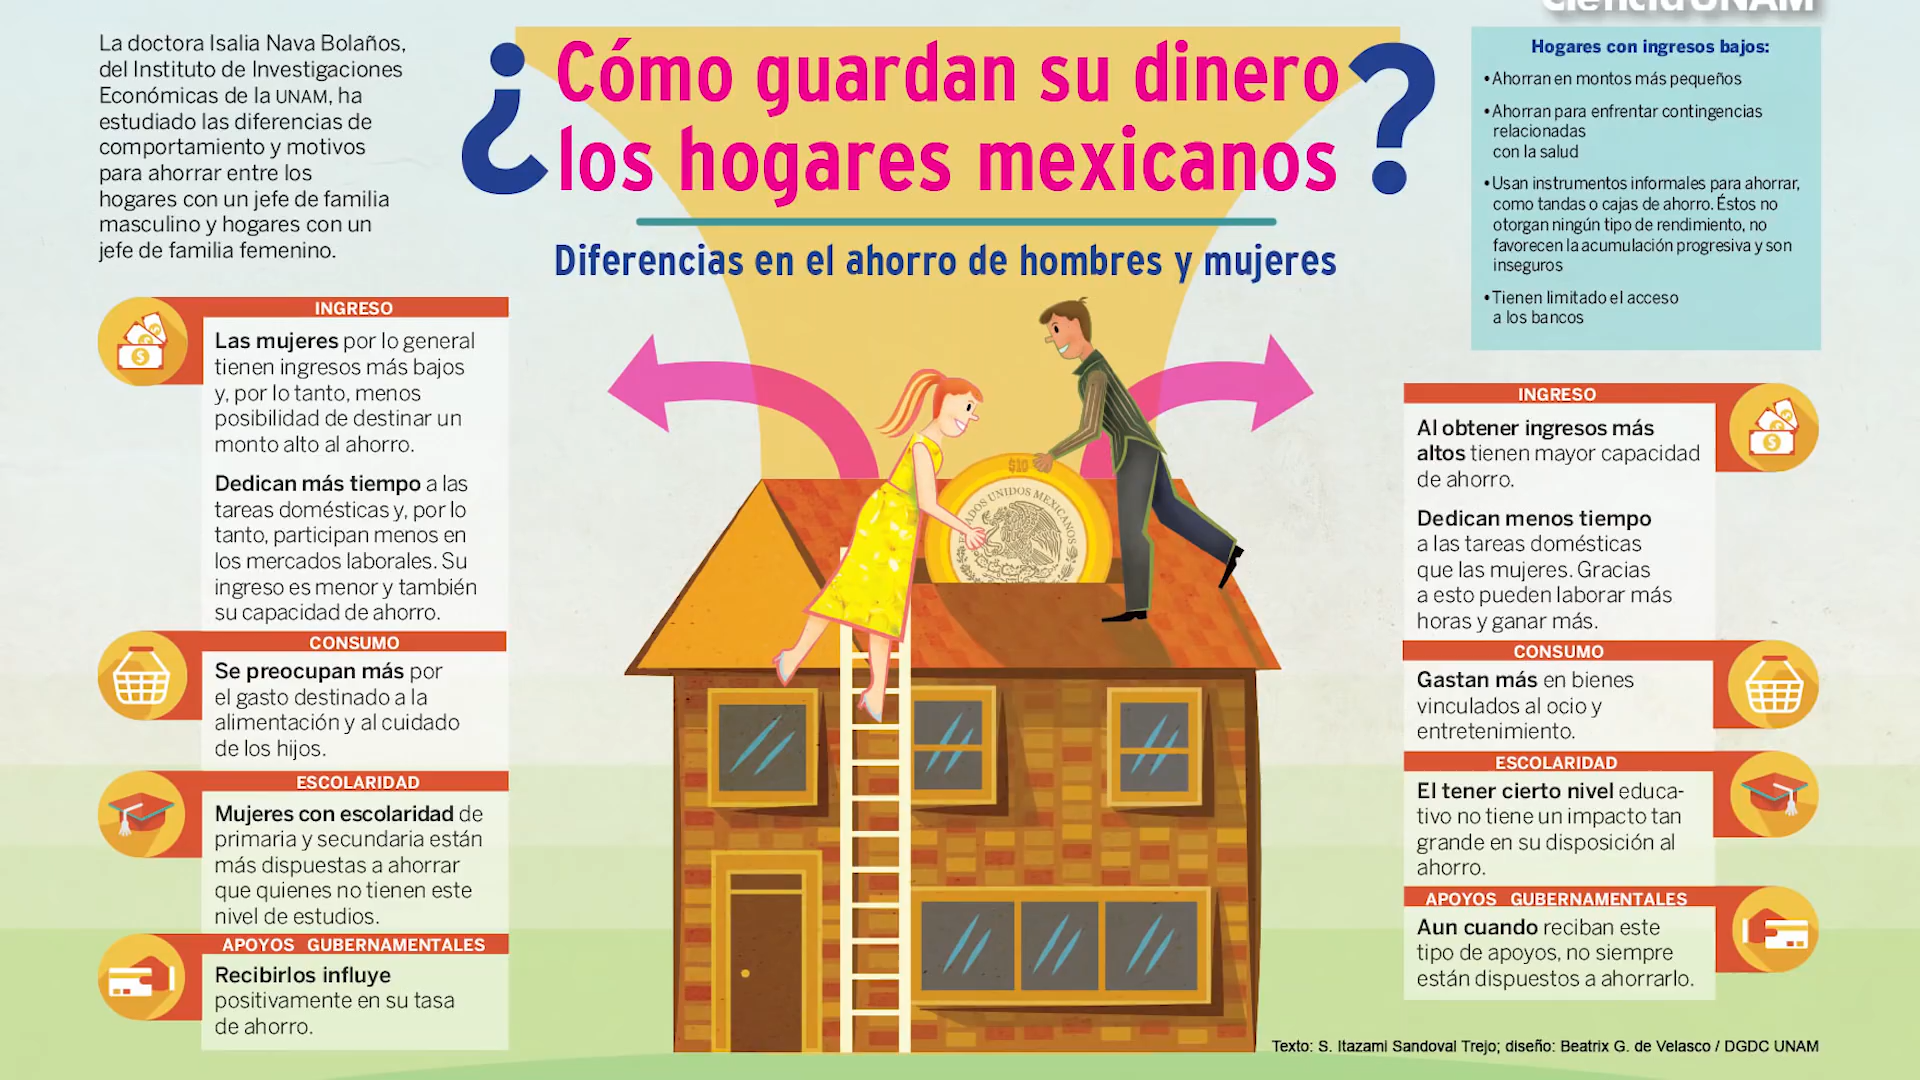 Ciencia UNAM
La doctora Isalia Nava Bolaños,
del Instituto de Investigaciones
Económicas de la UNAM, ha
estudiado las diferencias de
comportamiento y motivos
para ahorrar entre los
hogares con un jefe de familia
masculino y hogares con un
jefe de familia femenino.
¿Cómo guardan su dinero
los hogares mexicanos?
Diferencias en el ahorro de hombres y mujeres
Hogares con ingresos bajos:
• Ahorran en montos más pequeños
• Ahorran para enfrentar contingencias
relacionadas
con la salud
• Usan instrumentos informales para ahorrar,
como tandas o cajas de ahorro. Éstos no
otorgan ningún tipo de rendimiento, no
favorecen la acumulación progresiva y son
inseguros
• Tienen limitado el acceso
a los bancos
INGRESO
Las mujeres por lo general
tienen ingresos más bajos
y, por lo tanto, menos
posibilidad de destinar un
monto alto al ahorro.
Dedican más tiempo a las
tareas domésticas y, por lo
tanto, participan menos en
los mercados laborales. Su
ingreso es menor y también
su capacidad de ahorro.
CONSUMO
Se preocupan más por
el gasto destinado a la
alimentación y al cuidado
de los hijos.
ESCOLARIDAD
Mujeres con escolaridad de
primaria y secundaria están
más dispuestas a ahorrar
que quienes no tienen este
nivel de estudios.
APOYOS GUBERNAMENTALES
Recibirlos influye
positivamente en su tasa
de ahorro.
$10
ESTADOS UNIDOS MEXICANOS
INGRESO
Al obtener ingresos más
altos tienen mayor capacidad
de ahorro.
Dedican menos tiempo
a las tareas domésticas
que las mujeres. Gracias
a esto pueden laborar más
horas y ganar más.
CONSUMO
Gastan más en bienes
vinculados al ocio y
entretenimiento.
ESCOLARIDAD
El tener cierto nivel educa-
tivo no tiene un impacto tan
grande en su disposición al
ahorro.
APOYOS GUBERNAMENTALES
Aun cuando reciban este
tipo de apoyos, no siempre
están dispuestos a ahorrarlo.
Texto: S. Itazami Sandoval Trejo; diseño: Beatrix G. de Velasco / DGDC UNAM